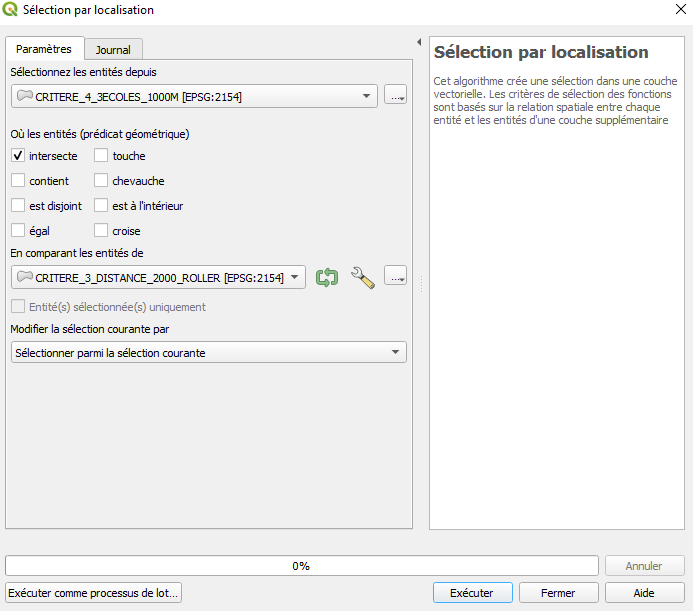 Sélection par localisation
Paramètres
Journal
Sélectionnez les entités depuis
CRITERE_4_3ECOLES_1000M [EPSG:2154]
...
Où les entités (prédicat géométrique)
intersecte
touche
contient
chevauche
est disjoint
est à l'intérieur
égal
croise
En comparant les entités de
CRITERE_3_DISTANCE_2000_ROLLER [EPSG:2154]
...
Entité(s) sélectionnée(s) uniquement
Modifier la sélection courante par
Sélectionner parmi la sélection courante
Sélection par localisation
Cet algorithme crée une sélection dans une couche
vectorielle. Les critères de sélection des fonctions
sont basés sur la relation spatiale entre chaque
entité et les entités d'une couche supplémentaire
0%
Annuler
Exécuter comme processus de lot...
Exécuter
Fermer
Aide